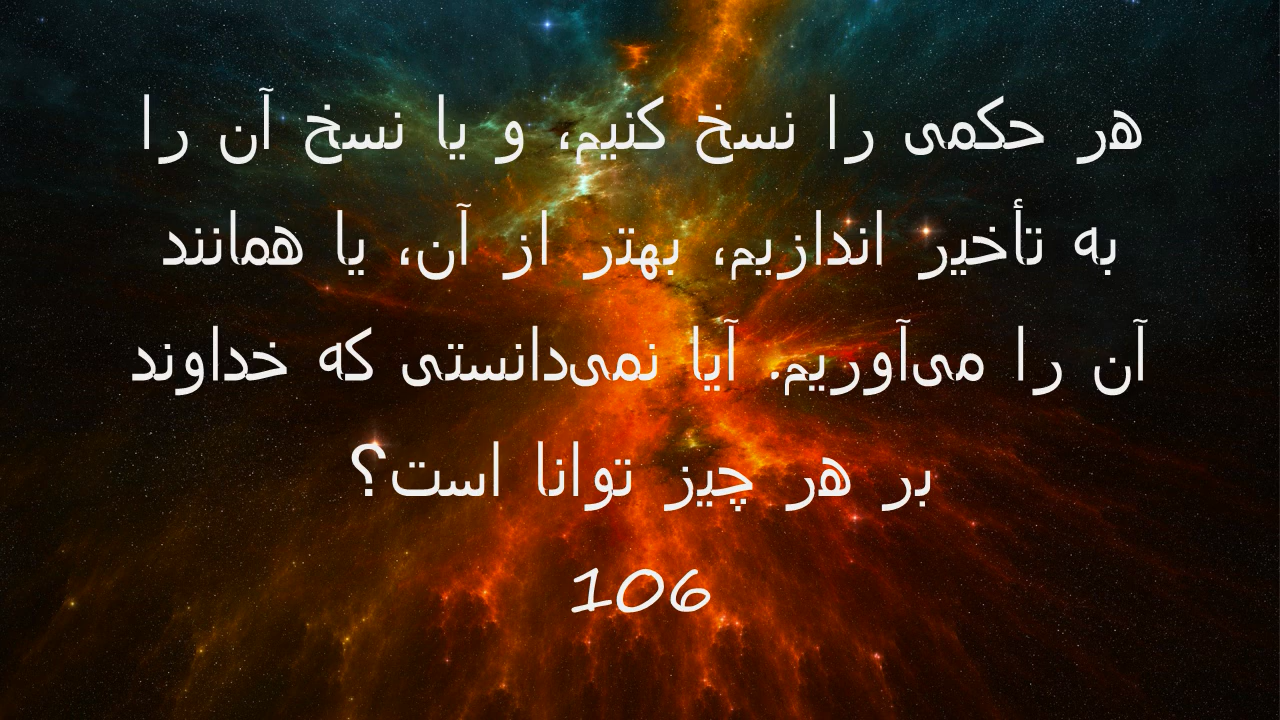 هر حکمی را نسخ کنیم، و یا نسخ آن را
به تأخیر اندازیم، بهتر از آن، یا همانند
آن را می‌آوریم. آیا نمی‌دانستی که خداوند
بر هر چیز توانا است؟
106